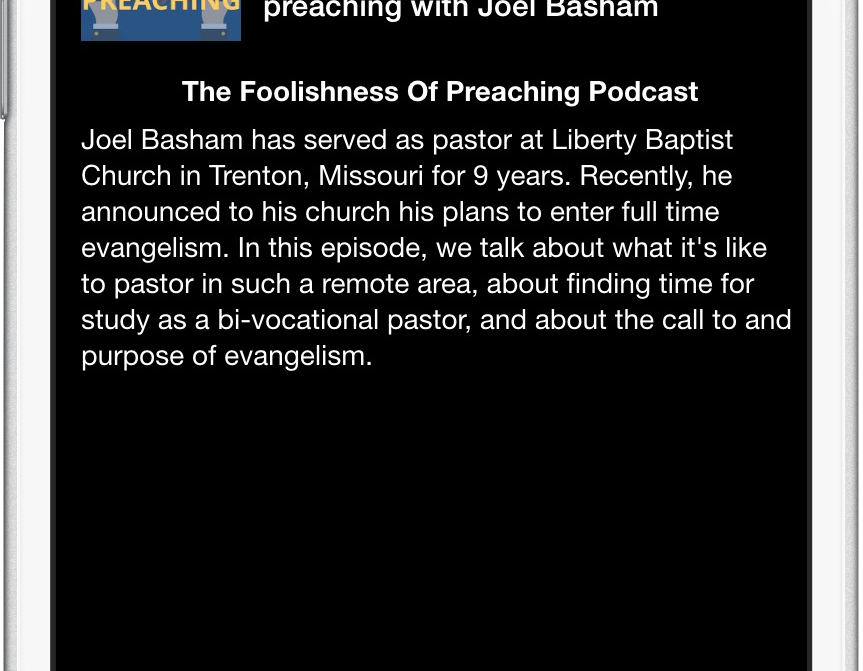 PREACHING
preaching with Joel Basham
The Foolishness Of Preaching Podcast
Joel Basham has served as pastor at Liberty Baptist
Church in Trenton, Missouri for 9 years. Recently, he
announced to his church his plans to enter full time
evangelism. In this episode, we talk about what it's like
to pastor in such a remote area, about finding time for
study as a bi-vocational pastor, and about the call to and
purpose of evangelism.